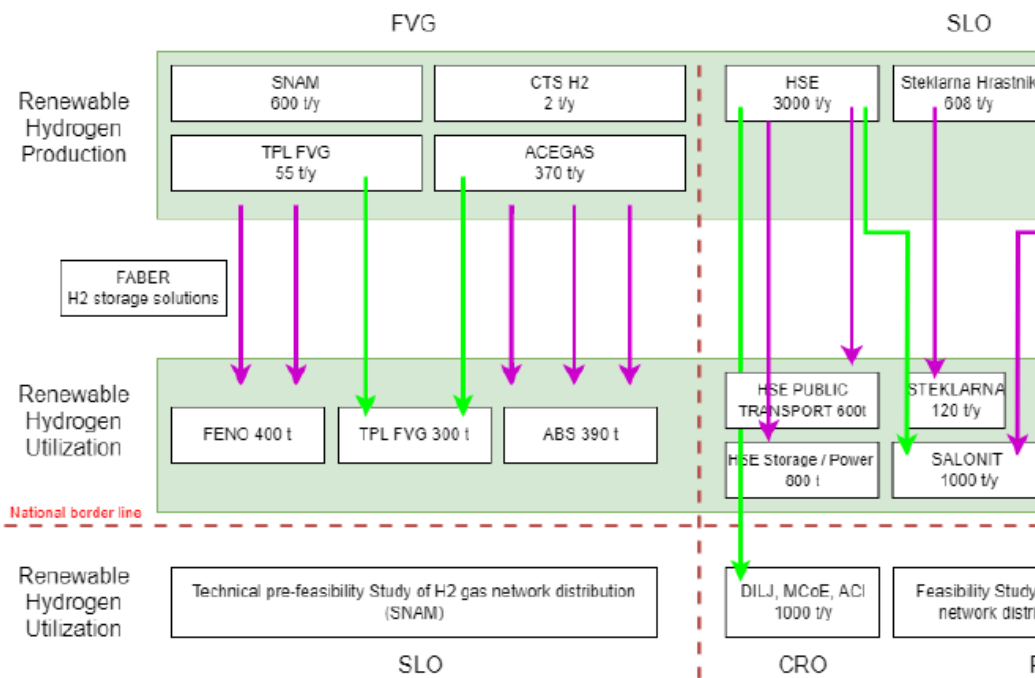 FVG
SLO
Renewable
Hydrogen
Production
SNAM
600 t/y
CTS H2
2 t/y
TPL FVG
55 t/y
ACEGAS
370 t/y
HSE
3000 t/y
Steklarna Hrastnik
608 t/y
FABER
H2 storage solutions
Renewable
Hydrogen
Utilization
FENO 400 t
TPL FVG 300 t
ABS 390 t
HSE PUBLIC
TRANSPORT 600t
STEKLARNA
120 t/y
HSE Storage / Power
800 t
SALONIT
1000 t/y
National border line
Renewable
Hydrogen
Utilization
Technical pre-feasibility Study of H2 gas network distribution
(SNAM)
DILJ, MCoE, ACI
1000 t/y
Feasibility Study
network distri
SLO
CRO